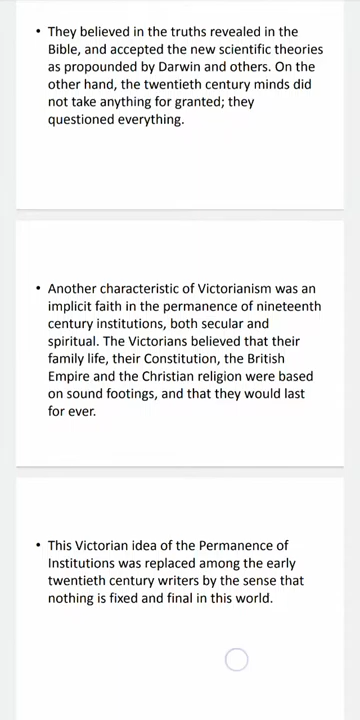 • They believed in the truths revealed in the
Bible, and accepted the new scientific theories
as propounded by Darwin and others. On the
other hand, the twentieth century minds did
not take anything for granted; they
questioned everything.
• Another characteristic of Victorianism was an
implicit faith in the permanence of nineteenth
century institutions, both secular and
spiritual. The Victorians believed that their
family life, their Constitution, the British
Empire and the Christian religion were based
on sound footings, and that they would last
for ever.
• This Victorian idea of the Permanence of
Institutions was replaced among the early
twentieth century writers by the sense that
nothing is fixed and final in this world.